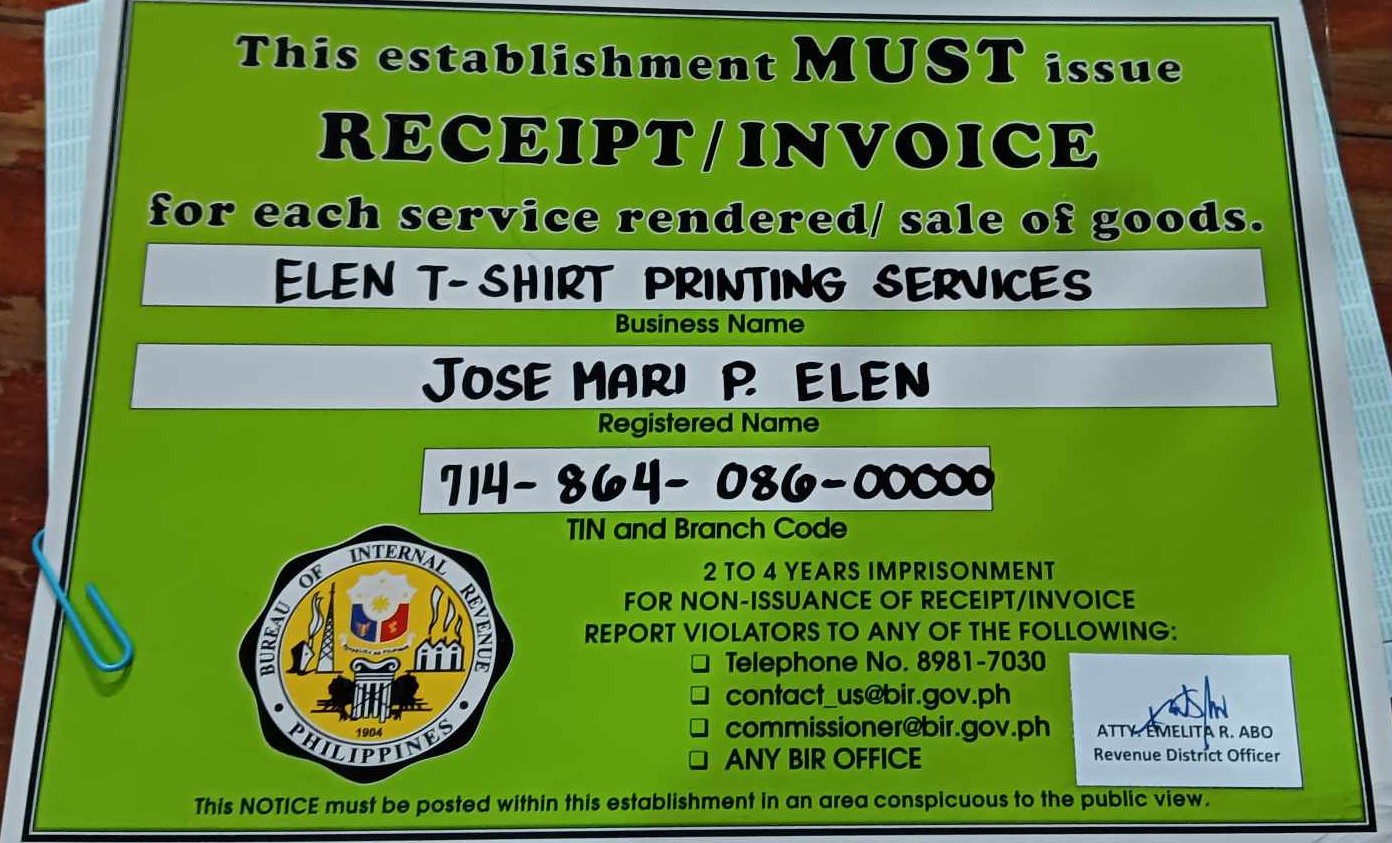 This establishment MUST issue
RECEIPT/INVOICE
for each service rendered/ sale of goods.
ELEN T-SHIRT PRINTING SERVICES
Business Name
JOSE MARI P. ELEN
Registered Name
714-864-086-00000
TIN and Branch Code
BUREAU OF INTERNAL REVENUE
1904
PHILIPPINES
2 TO 4 YEARS IMPRISONMENT
FOR NON-ISSUANCE OF RECEIPT/INVOICE
REPORT VIOLATORS TO ANY OF THE FOLLOWING:
❑ Telephone No. 8981-7030
❑ contact_us@bir.gov.ph
❑ commissioner@bir.gov.ph
❑ ANY BIR OFFICE
ATTY. EMELITA R. ABO
Revenue District Officer
This NOTICE must be posted within this establishment in an area conspicuous to the public view.